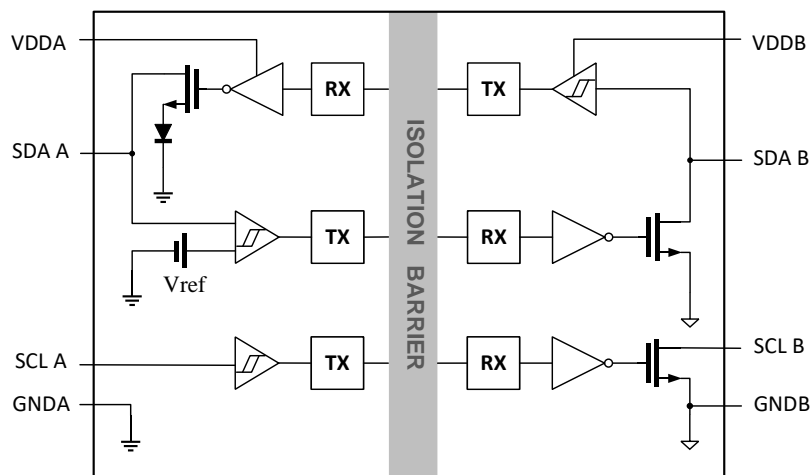 VDDA
VDDB
RX
TX
SDA A
SDA B
ISOLATION BARRIER
TX
RX
Vref
SCL A
SCL B
TX
RX
GNDA
GNDB